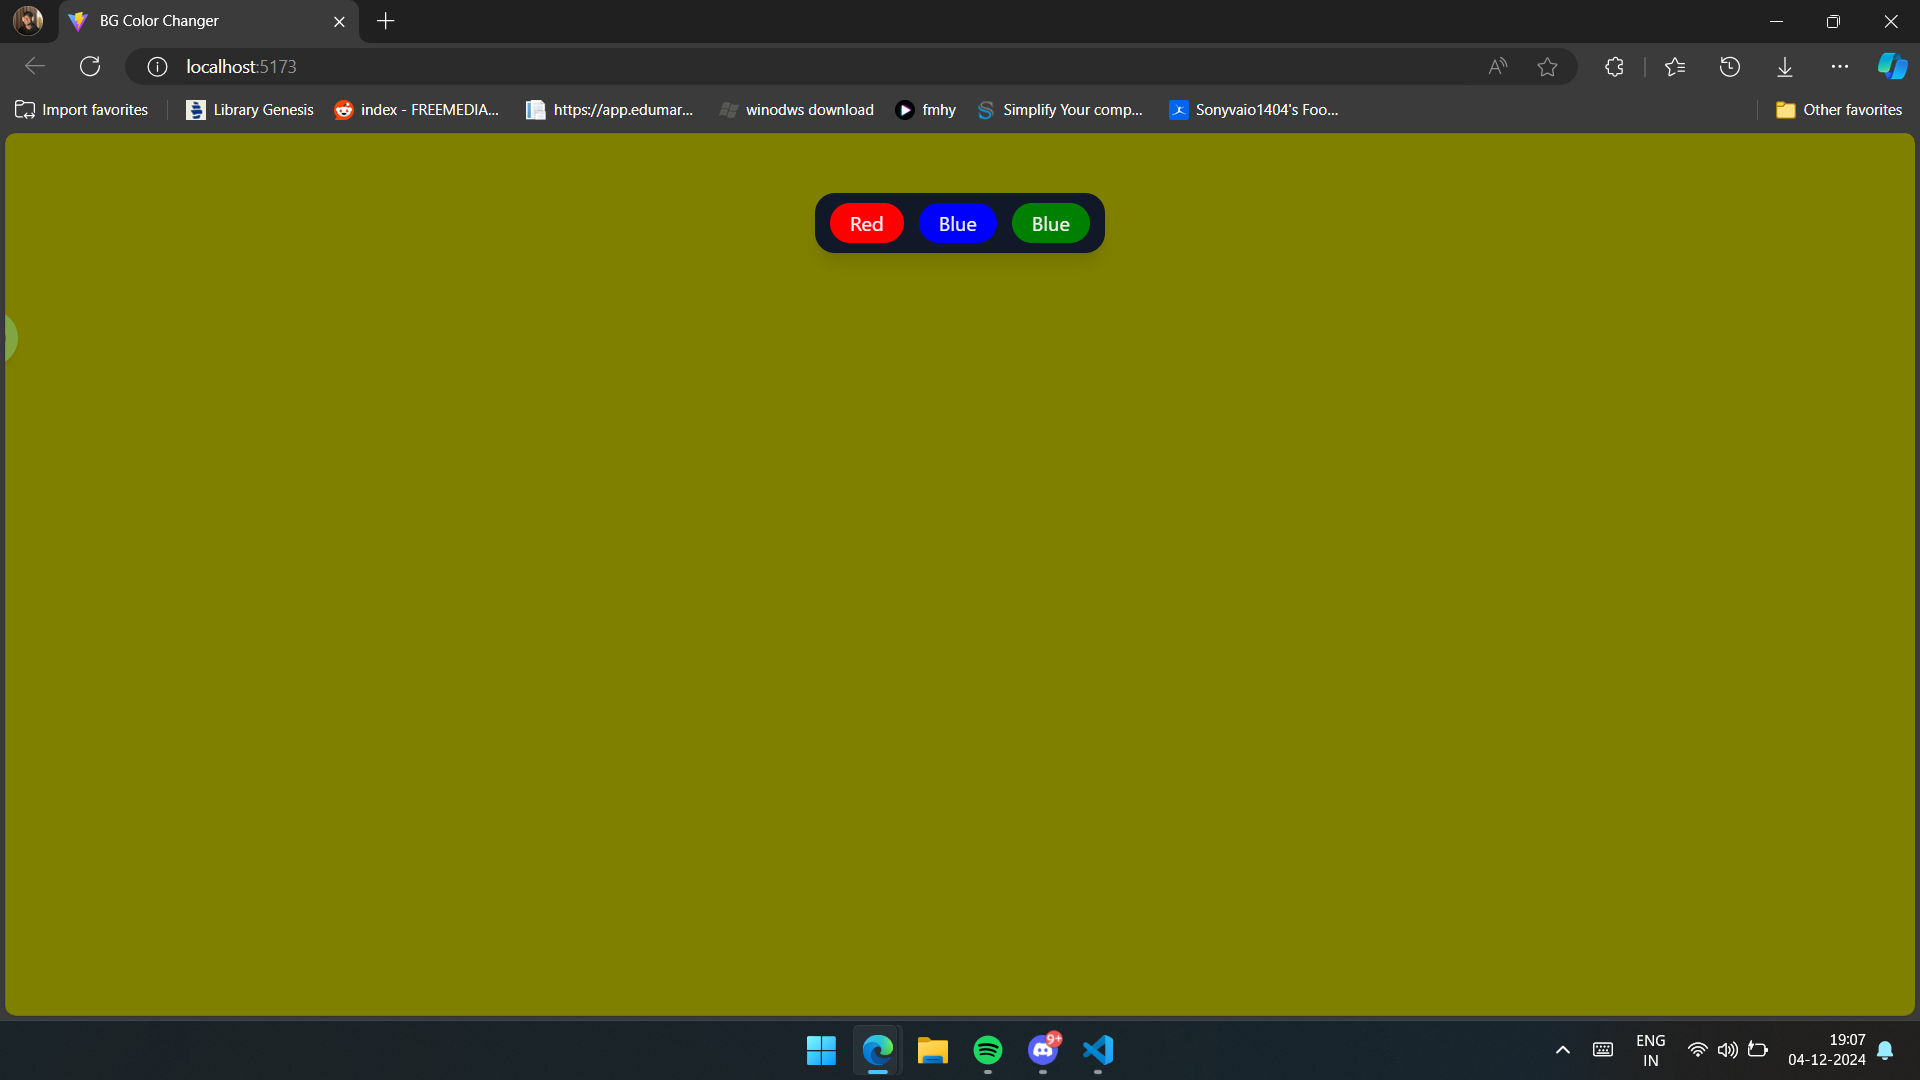 BG Color Changer
localhost:5173
Import favorites
Library Genesis
index - FREEMEDIA...
https://app.edumar...
winodws download
fmhy
Simplify Your comp...
Sonyvaio1404's Foo...
Other favorites
Red
Blue
Blue
9+
ENG
IN
19:07
04-12-2024